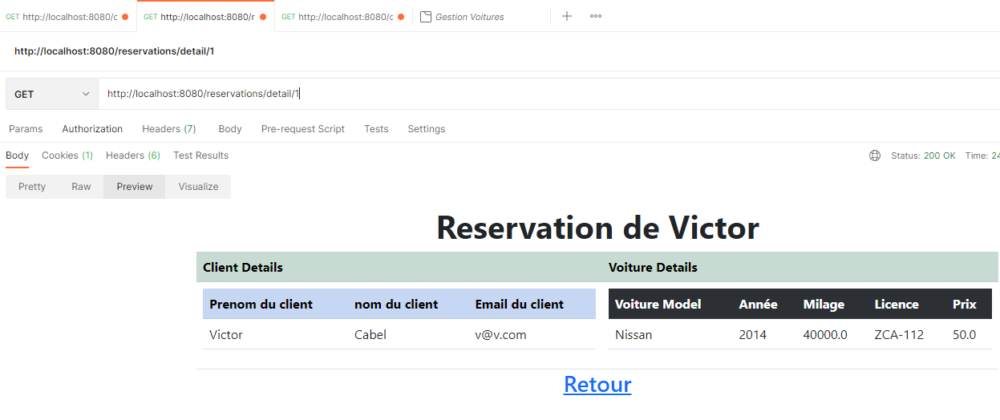 GET http://localhost:8080/c GET http://localhost:8080/r GET http://localhost:8080/c Gestion Voitures
http://localhost:8080/reservations/detail/1
GET http://localhost:8080/reservations/detail/1
Params Authorization Headers (7) Body Pre-request Script Tests Settings
Body Cookies (1) Headers (6) Test Results Status: 200 OK Time: 24
Pretty Raw Preview Visualize
Reservation de Victor
Client Details Voiture Details
Prenom du client nom du client Email du client Voiture Model Année Milage Licence Prix
Victor Cabel v@v.com Nissan 2014 40000.0 ZCA-112 50.0
Retour